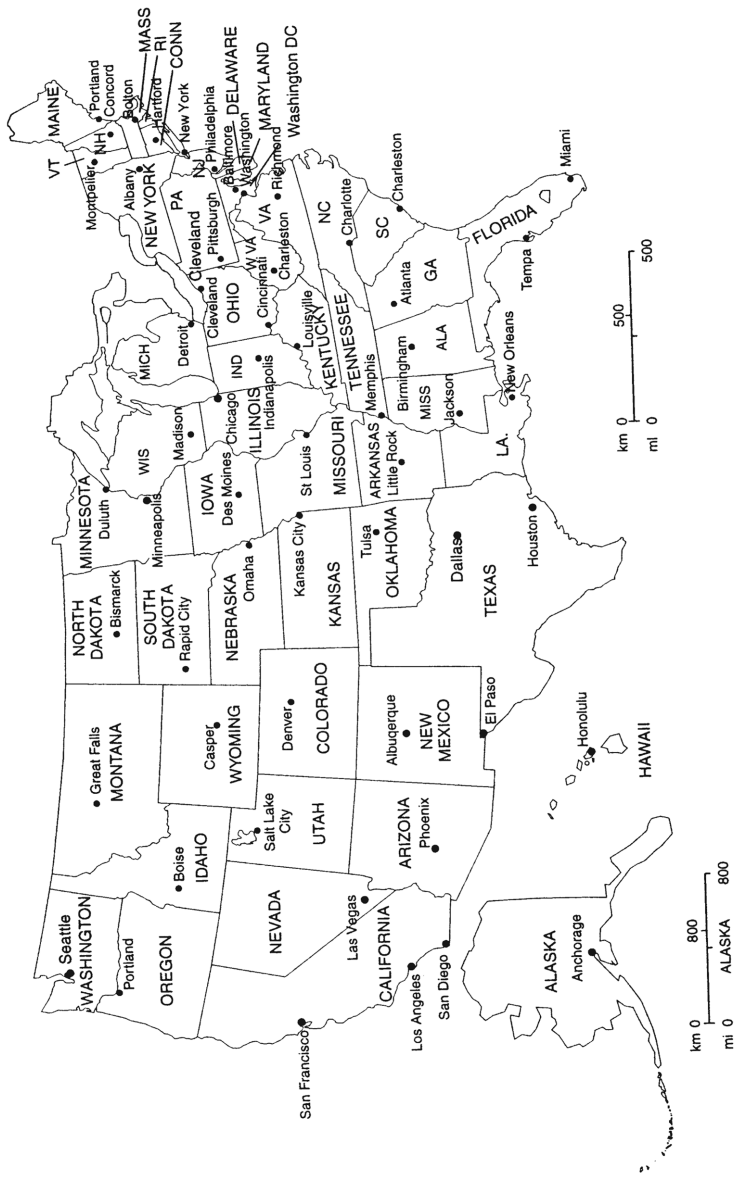 Seattle
WASHINGTON
Portland
OREGON
San Francisco
NEVADA
Las Vegas
CALIFORNIA
Los Angeles
San Diego
Boise
IDAHO
Great Falls
MONTANA
Casper
WYOMING
Salt Lake
City
UTAH
Denver
COLORADO
ARIZONA
Phoenix
Albuqerque
NEW
MEXICO
El Paso
NORTH
DAKOTA
Bismarck
SOUTH
DAKOTA
Rapid City
NEBRASKA
Omaha
KANSAS
Kansas City
Tulsa
OKLAHOMA
Dallas
TEXAS
Houston
MINNESOTA
Duluth
Minneapolis
IOWA
Des Moines
St Louis
MISSOURI
ARKANSAS
Little Rock
LA.
WIS
Madison
Chicago
ILLINOIS
MICH
Detroit
IND
Indianapolis
OHIO
Cleveland
Cleveland
Cincinnati
Louisville
KENTUCKY
TENNESSEE
Memphis
MISS
Jackson
Birmingham
ALA
New Orleans
Atlanta
GA
FLORIDA
Tempa
Miami
NC
Charlotte
SC
Charleston
W VA
Charleston
VA
Richmond
PA
Pittsburgh
Philadelphia
NJ
NEW YORK
Albany
New York
VT
Montpelier
NH
MAINE
Portland
Concord
Bolton
MASS
RI
CONN
Hartford
DELAWARE
Baltimore
MARYLAND
Washington
Washington DC
ALASKA
Anchorage
Honolulu
HAWAII
km 0 800
mi 0 800
ALASKA
km 0 500
ml 0 500